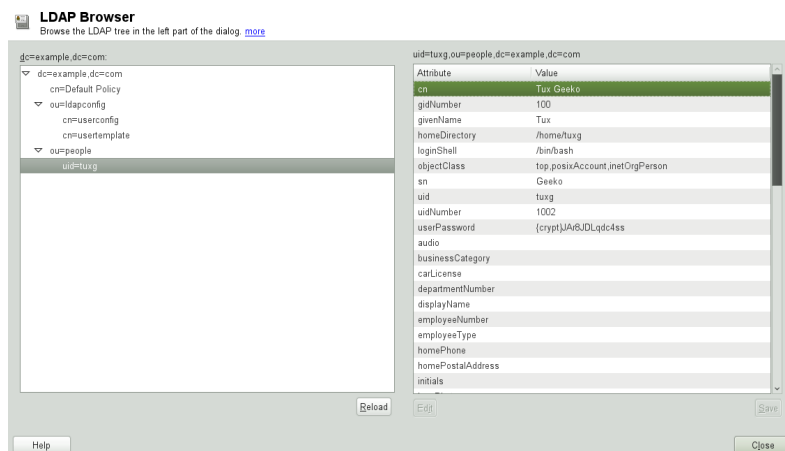 LDAP Browser
Browse the LDAP tree in the left part of the dialog. more
dc=example,dc=com:
dc=example,dc=com
cn=Default Policy
ou=ldapconfig
cn=userconfig
cn=usertemplate
ou=people
uid=tuxg
Reload
uid=tuxg,ou=people,dc=example,dc=com
Attribute Value
cn Tux Geeko
gidNumber 100
givenName Tux
homeDirectory /home/tuxg
loginShell /bin/bash
objectClass top,posixAccount,inetOrgPerson
sn Geeko
uid tuxg
uidNumber 1002
userPassword {crypt}JAr8JDLqdc4ss
audio
businessCategory
carLicense
departmentNumber
displayName
employeeNumber
employeeType
homePhone
homePostalAddress
initials
Edit
Save
Help
Close